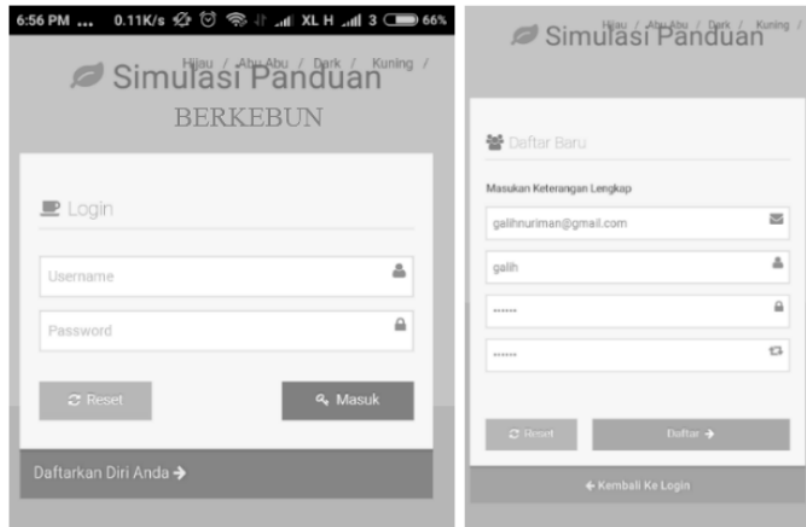 6:56 PM ... 0.11K/s XL H 3 66%
Hijau / Abu Abu / Dark / Kuning /
Simulasi Panduan
BERKEBUN
Login
Username
Password
Reset
Masuk
Daftarkan Diri Anda →
Hijau / Abu Abu / Dark / Kuning /
Simulasi Panduan
Daftar Baru
Masukan Keterangan Lengkap
galihnuriman@gmail.com
galih
••••••
••••••
Reset
Daftar →
← Kembali Ke Login